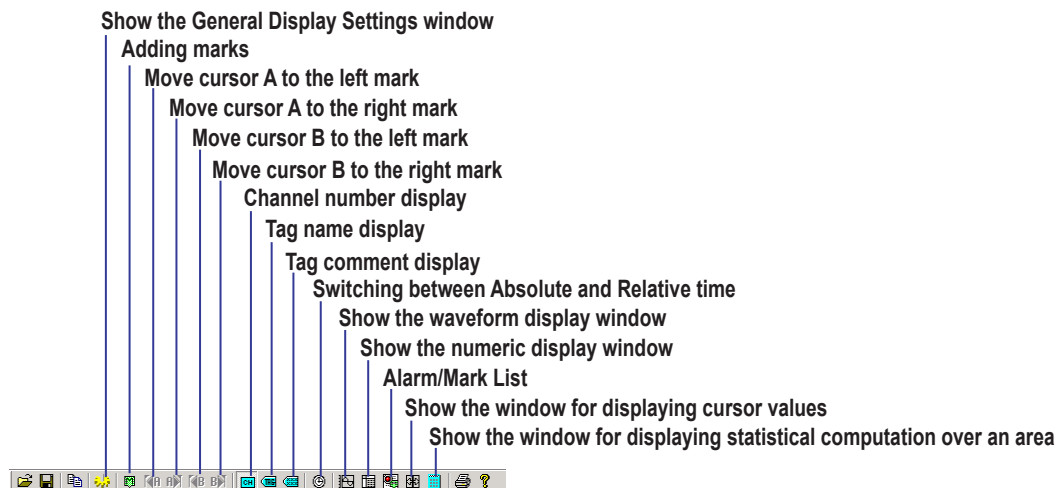 Show the General Display Settings window
Adding marks
Move cursor A to the left mark
Move cursor A to the right mark
Move cursor B to the left mark
Move cursor B to the right mark
Channel number display
Tag name display
Tag comment display
Switching between Absolute and Relative time
Show the waveform display window
Show the numeric display window
Alarm/Mark List
Show the window for displaying cursor values
Show the window for displaying statistical computation over an area
M A A B B CH TAG ?